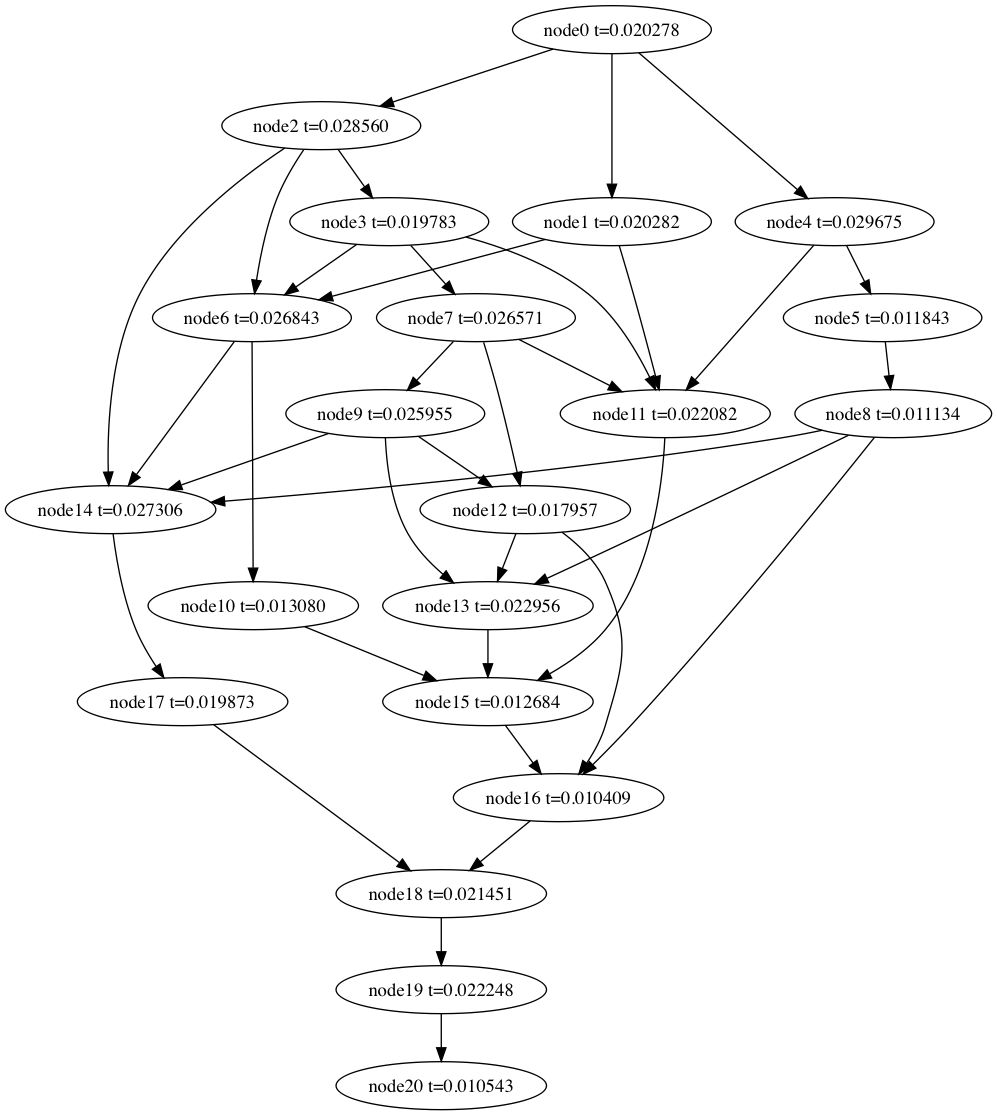 node0 t=0.020278
node2 t=0.028560
node3 t=0.019783
node1 t=0.020282
node4 t=0.029675
node6 t=0.026843
node7 t=0.026571
node5 t=0.011843
node9 t=0.025955
node11 t=0.022082
node8 t=0.011134
node14 t=0.027306
node12 t=0.017957
node10 t=0.013080
node13 t=0.022956
node17 t=0.019873
node15 t=0.012684
node16 t=0.010409
node18 t=0.021451
node19 t=0.022248
node20 t=0.010543